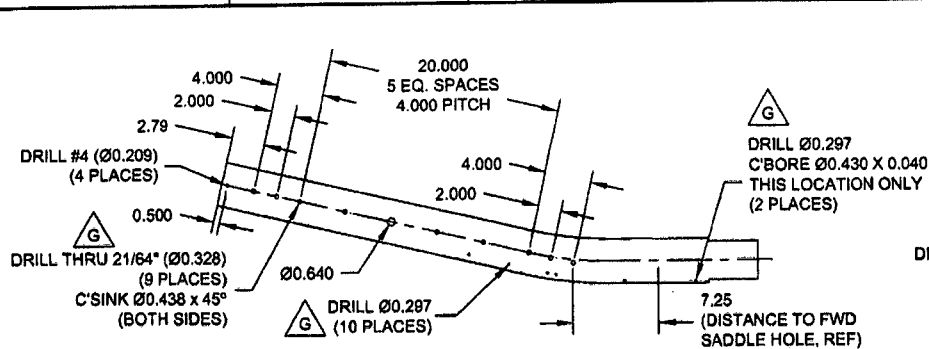 20.000
5 EQ. SPACES
4.000 PITCH
4.000
2.000
2.79
DRILL #4 (Ø0.209)
(4 PLACES)
0.500
G
DRILL THRU 21/64" (Ø0.328)
(9 PLACES)
C'SINK Ø0.438 x 45°
(BOTH SIDES)
Ø0.640
G
DRILL Ø0.297
(10 PLACES)
4.000
2.000
G
DRILL Ø0.297
C'BORE Ø0.430 X 0.040
THIS LOCATION ONLY
(2 PLACES)
7.25
(DISTANCE TO FWD
SADDLE HOLE, REF)